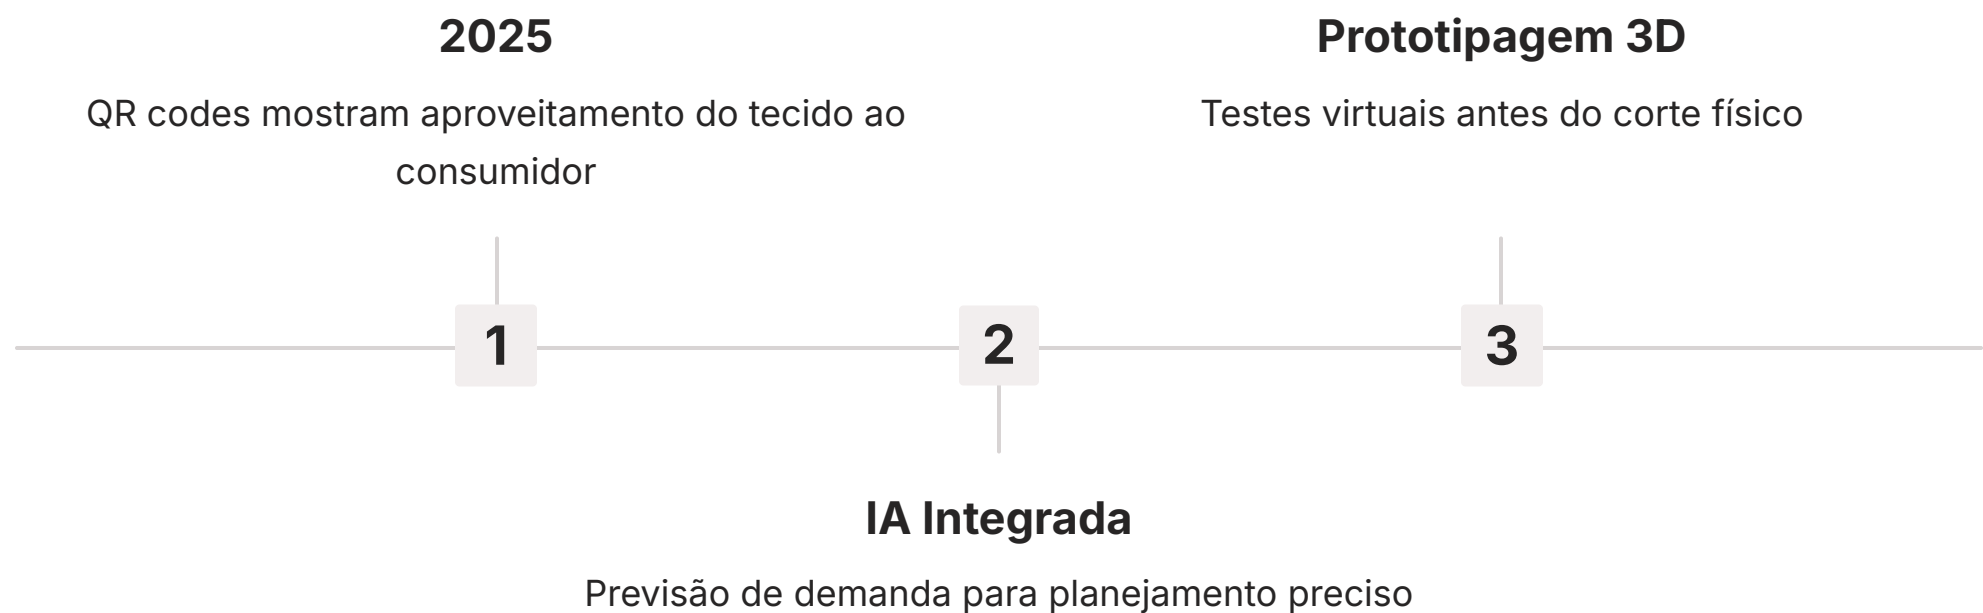 2025
QR codes mostram aproveitamento do tecido ao
consumidor
Prototipagem 3D
Testes virtuais antes do corte físico
1
2
3
IA Integrada
Previsão de demanda para planejamento preciso